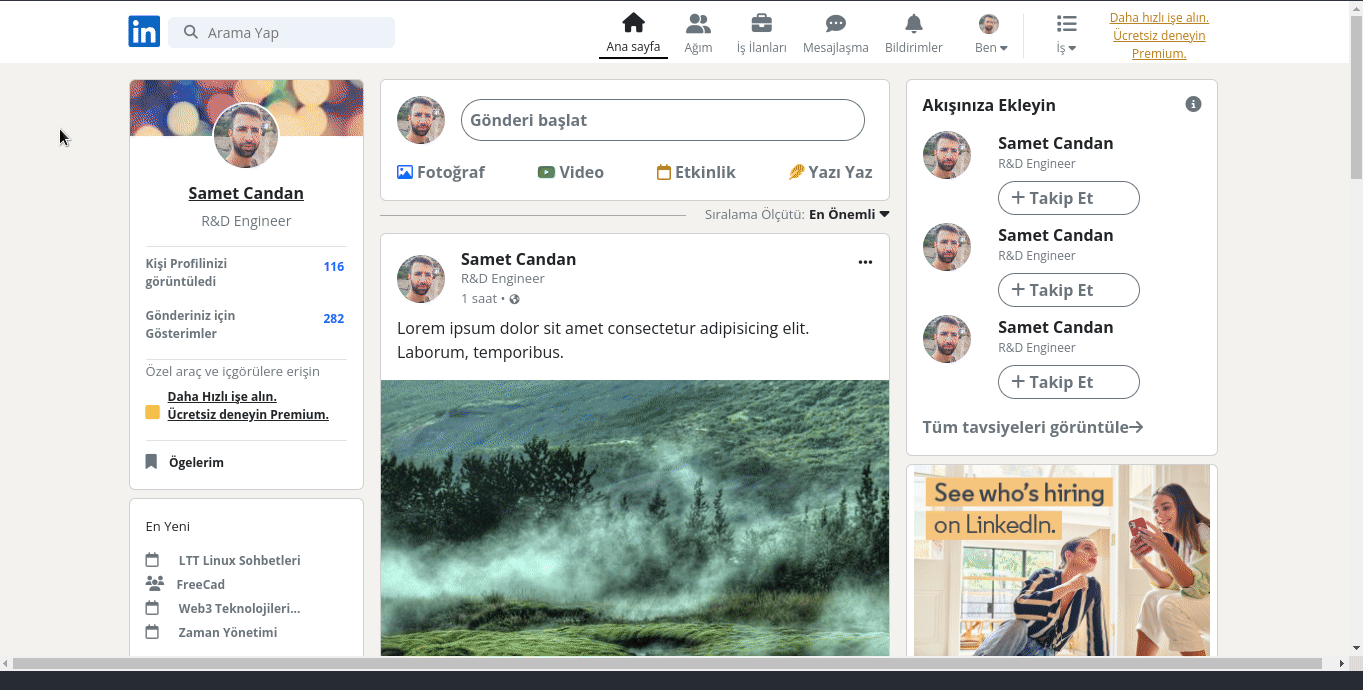 in
Arama Yap
Ana sayfa
Ağım
İş İlanları
Mesajlaşma
Bildirimler
Ben
İş
Daha hızlı işe alın.
Ücretsiz deneyin
Premium.
Samet Candan
R&D Engineer
Kişi Profilinizi
görüntüledi
116
Gönderiniz için
Gösterimler
282
Özel araç ve içgörülere erişin
Daha Hızlı işe alın.
Ücretsiz deneyin Premium.
Ögelerim
En Yeni
LTT Linux Sohbetleri
FreeCad
Web3 Teknolojileri...
Zaman Yönetimi
Gönderi başlat
Fotoğraf
Video
Etkinlik
Yazı Yaz
Sıralama Ölçütü: En Önemli
Samet Candan
R&D Engineer
1 saat •
Lorem ipsum dolor sit amet consectetur adipisicing elit.
Laborum, temporibus.
Akışınıza Ekleyin
Samet Candan
R&D Engineer
+ Takip Et
Samet Candan
R&D Engineer
+ Takip Et
Samet Candan
R&D Engineer
+ Takip Et
Tüm tavsiyeleri görüntüle→
See who's hiring
on LinkedIn.